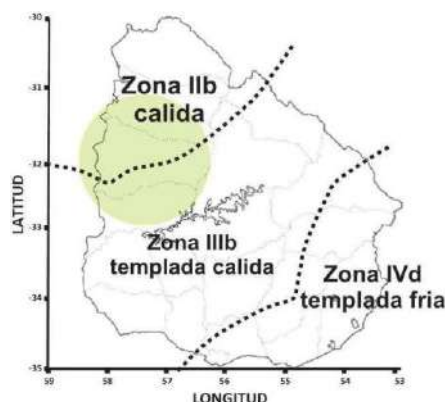 -30
-31
-32
-33
-34
-35
LATITUD
Zona IIb
calida
Zona IIIb
templada calida
Zona IVd
templada fria
59 58 57 56 55 54 53
LONGITUD